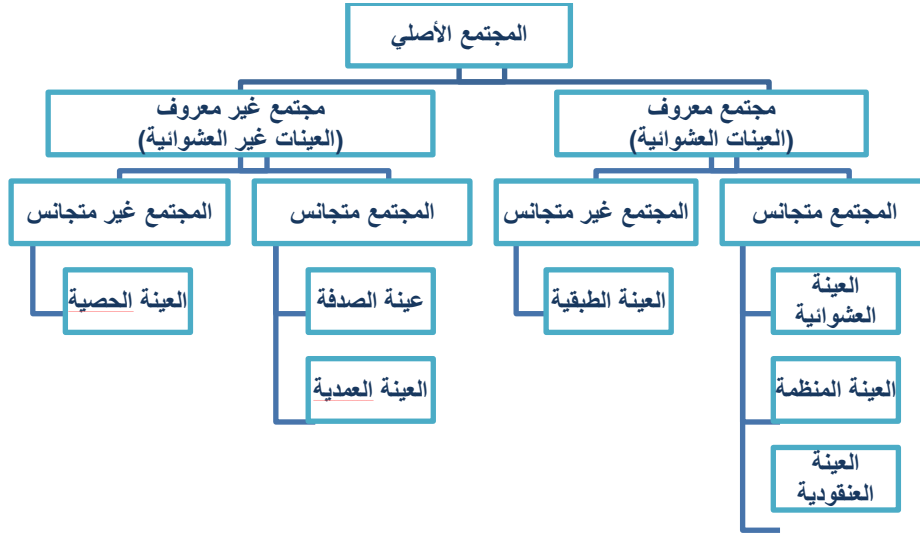 المجتمع الأصلي
مجتمع معروف
(العينات العشوائية)
مجتمع غير معروف
(العينات غير العشوائية)
المجتمع متجانس
المجتمع غير متجانس
المجتمع متجانس
المجتمع غير متجانس
العينة
العشوائية
العينة الطبقية
عينة الصدفة
العينة الحصية
العينة المنظمة
العينة العمدية
العينة
العنقودية